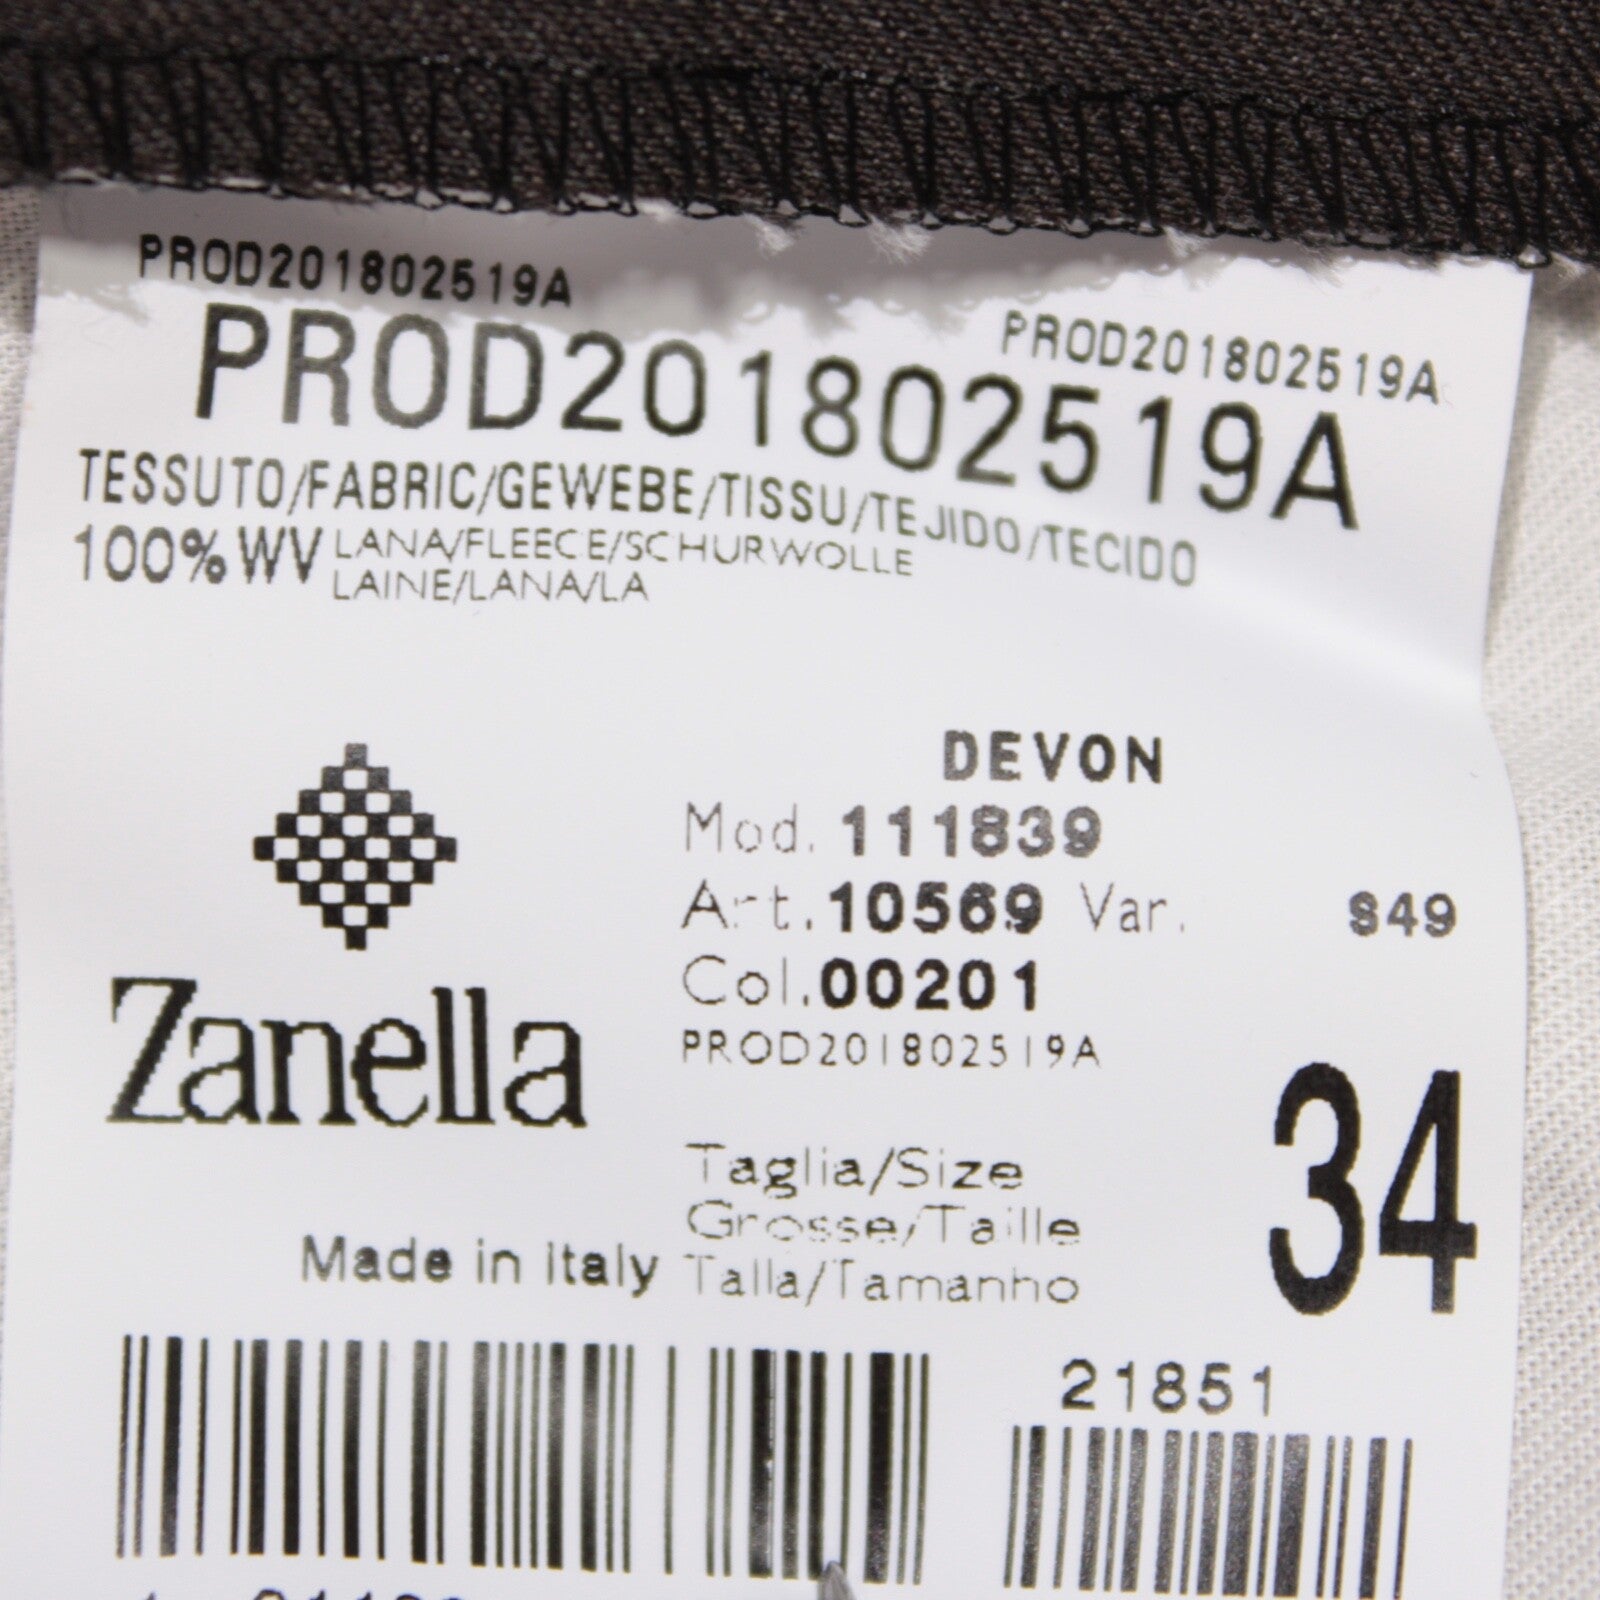 PROD201802519A
PROD201802519A
PROD201802519A
TESSUTO/FABRIC/GEWEBE/TISSU/TEJIDO/TECIDO
100% WV LANA/FLEECE/SCHURWOLLE
LAINE/LANA/LA
DEVON
Mod. 111839
Art. 10569 Var. S49
Col. 00201
PROD201802519A
Zanella
Taglia/Size
Grosse/Taille
Talla/Tamanho
34
Made in Italy
21851